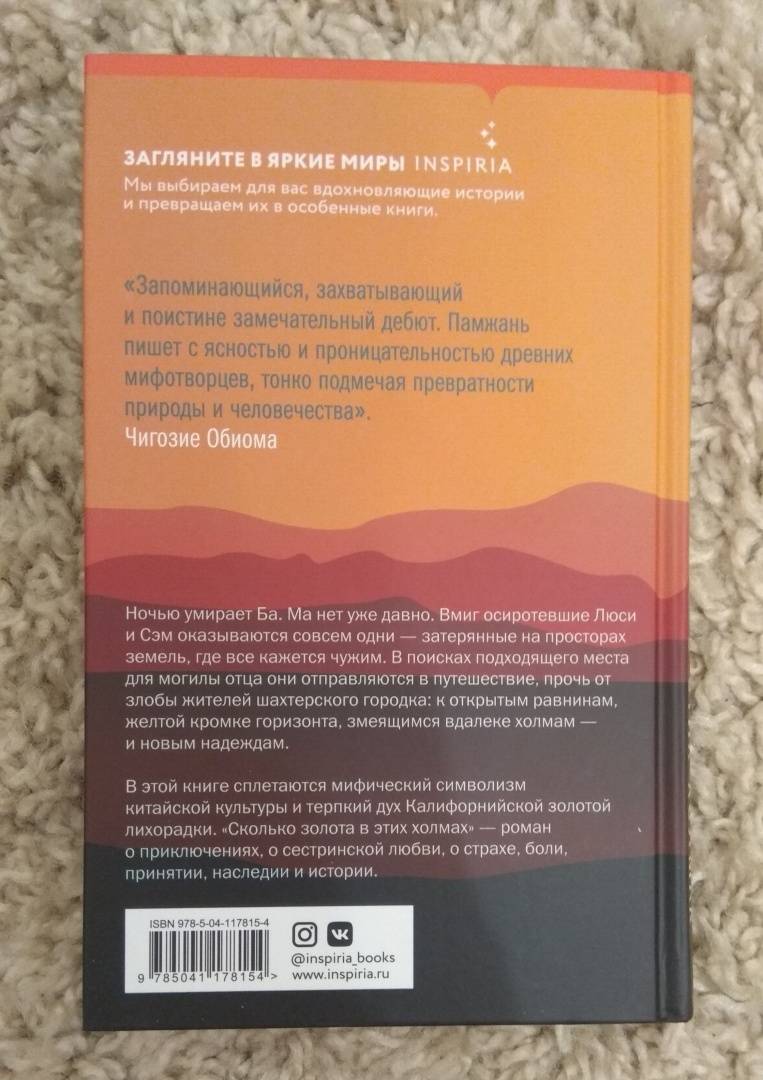 ЗАГЛЯНИТЕ В ЯРКИЕ МИРЫ INSPIRIA
Мы выбираем для вас вдохновляющие истории
и превращаем их в особенные книги.
«Запоминающийся, захватывающий
и поистине замечательный дебют. Памжань
пишет с ясностью и проницательностью древних
мифотворцев, тонко подмечая превратности
природы и человечества».
Чигозие Обиома
Ночью умирает Ба. Ма нет уже давно. Вмиг осиротевшие Люси
и Сэм оказываются совсем одни — затерянные на просторах
земель, где все кажется чужим. В поисках подходящего места
для могилы отца они отправляются в путешествие, прочь от
злобы жителей шахтерского городка: к открытым равнинам,
желтой кромке горизонта, змеящимся вдалеке холмам —
и новым надеждам.
В этой книге сплетаются мифический символизм
китайской культуры и терпкий дух Калифорнийской золотой
лихорадки. «Сколько золота в этих холмах» — роман
о приключениях, о сестринской любви, о страхе, боли,
принятии, наследии и истории.
ISBN 978-5-04-117815-4
9 785041 178154 >
@inspiria_books
www.inspiria.ru